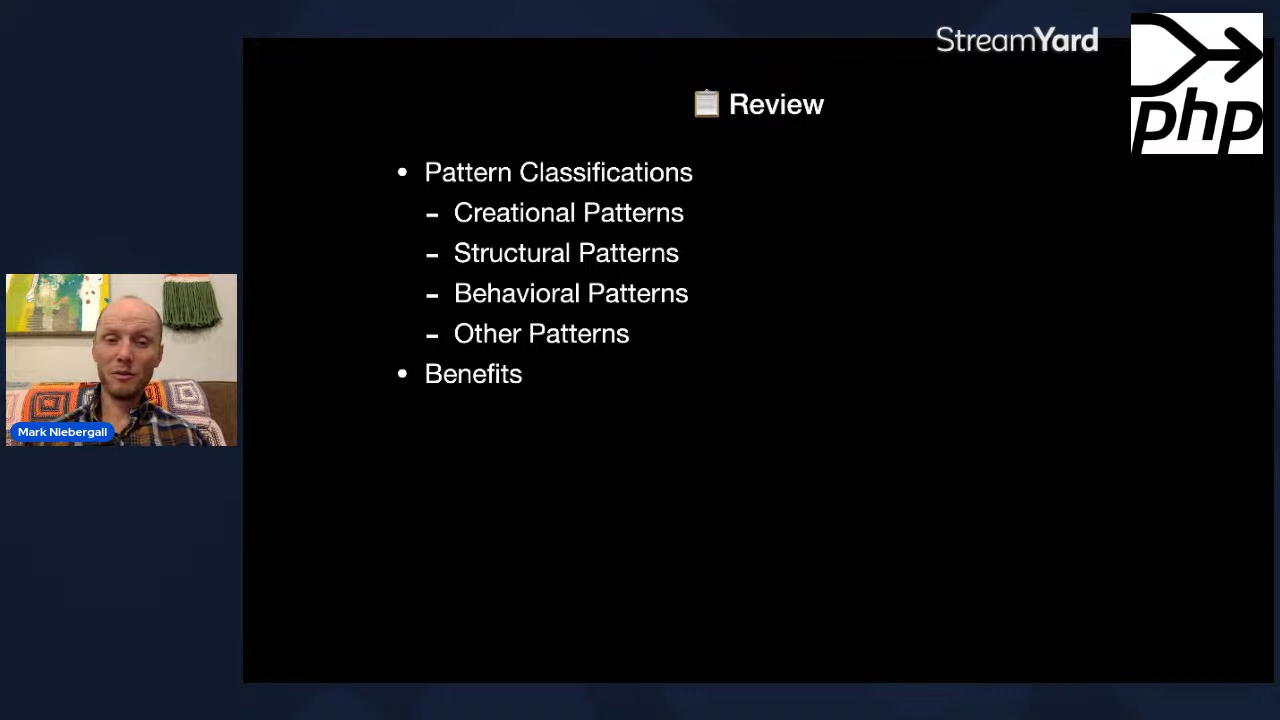 StreamYard
php
📋 Review
• Pattern Classifications
- Creational Patterns
- Structural Patterns
- Behavioral Patterns
- Other Patterns
• Benefits
Mark Niebergall